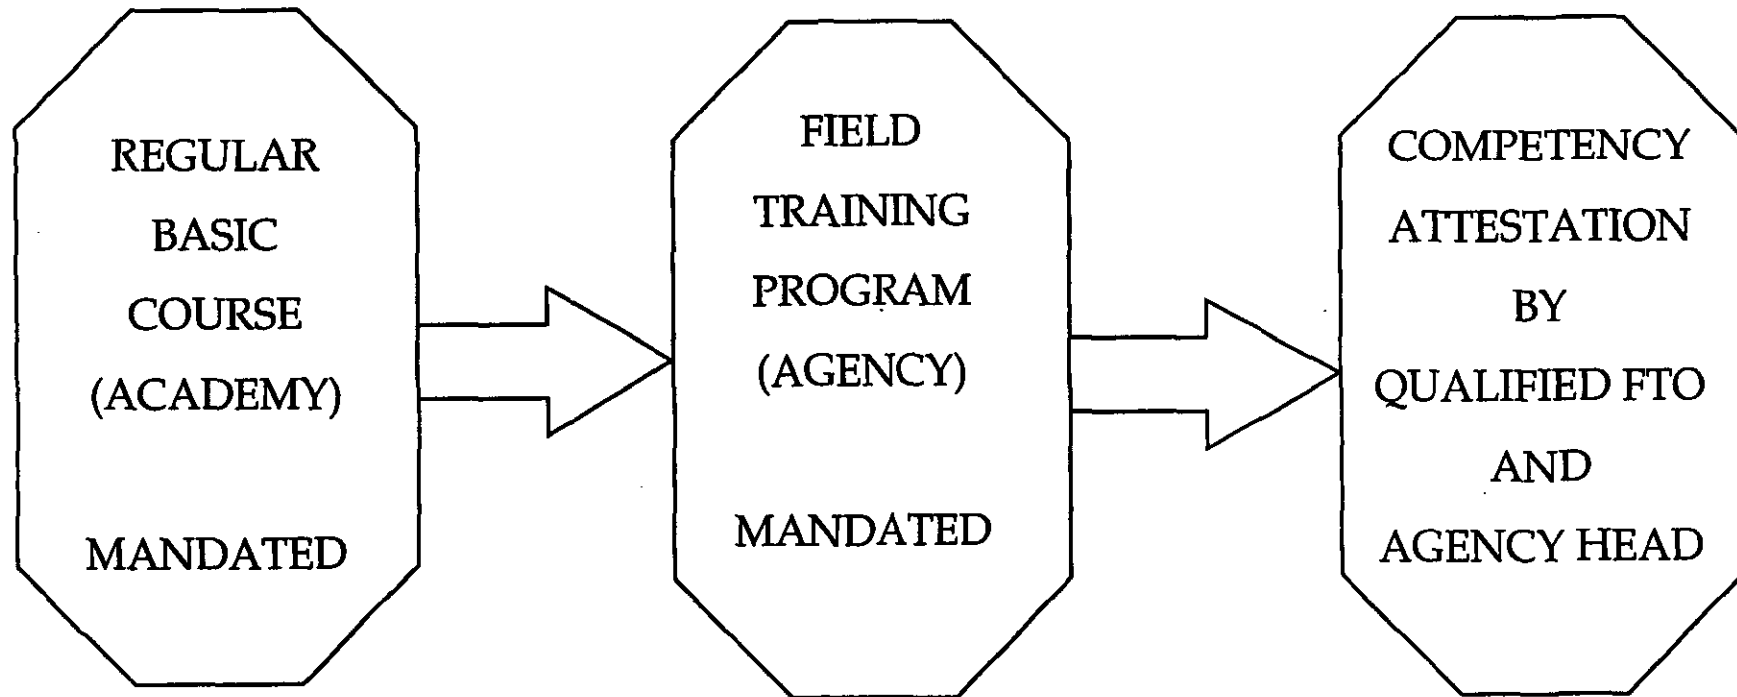 REGULAR
BASIC
COURSE
(ACADEMY)
MANDATED
FIELD
TRAINING
PROGRAM
(AGENCY)
MANDATED
COMPETENCY
ATTESTATION
BY
QUALIFIED FTO
AND
AGENCY HEAD